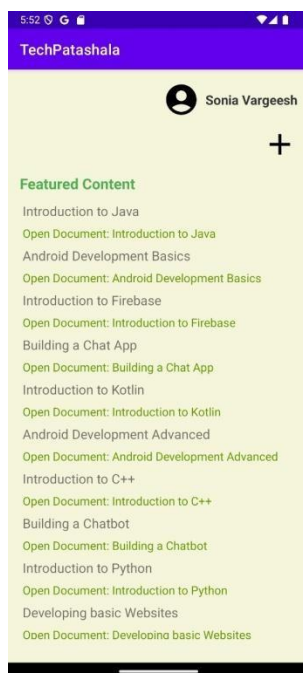 5:52 G
TechPatashala
Sonia Vargeesh
+
Featured Content
Introduction to Java
Open Document: Introduction to Java
Android Development Basics
Open Document: Android Development Basics
Introduction to Firebase
Open Document: Introduction to Firebase
Building a Chat App
Open Document: Building a Chat App
Introduction to Kotlin
Open Document: Introduction to Kotlin
Android Development Advanced
Open Document: Android Development Advanced
Introduction to C++
Open Document: Introduction to C++
Building a Chatbot
Open Document: Building a Chatbot
Introduction to Python
Open Document: Introduction to Python
Developing basic Websites
Open Document: Developing basic Websites